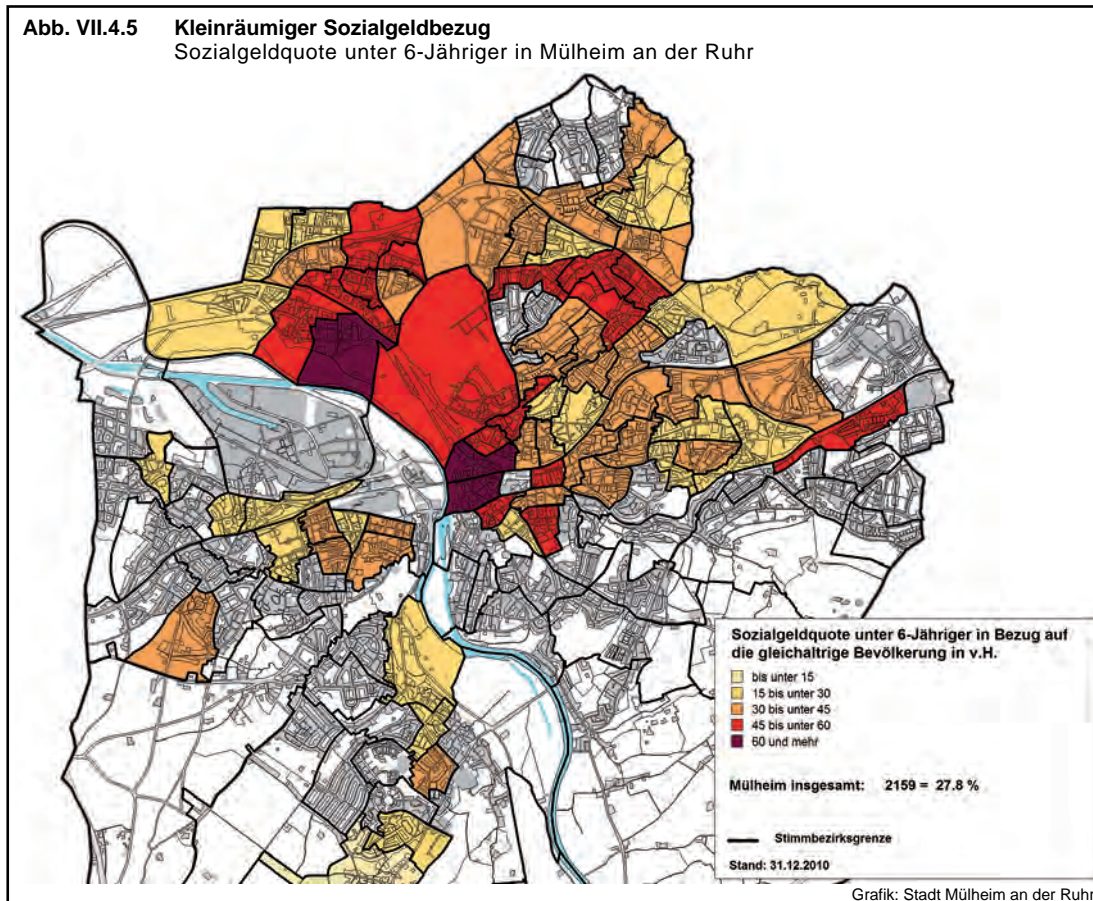 Abb. VII.4.5 Kleinräumiger Sozialgeldbezug
Sozialgeldquote unter 6-Jähriger in Mülheim an der Ruhr
Sozialgeldquote unter 6-Jähriger in Bezug auf
die gleichaltrige Bevölkerung in v.H.
bis unter 15
15 bis unter 30
30 bis unter 45
45 bis unter 60
60 und mehr
Mülheim insgesamt: 2159 = 27.8 %
Stimmbezirksgrenze
Stand: 31.12.2010
Grafik: Stadt Mülheim an der Ruhr